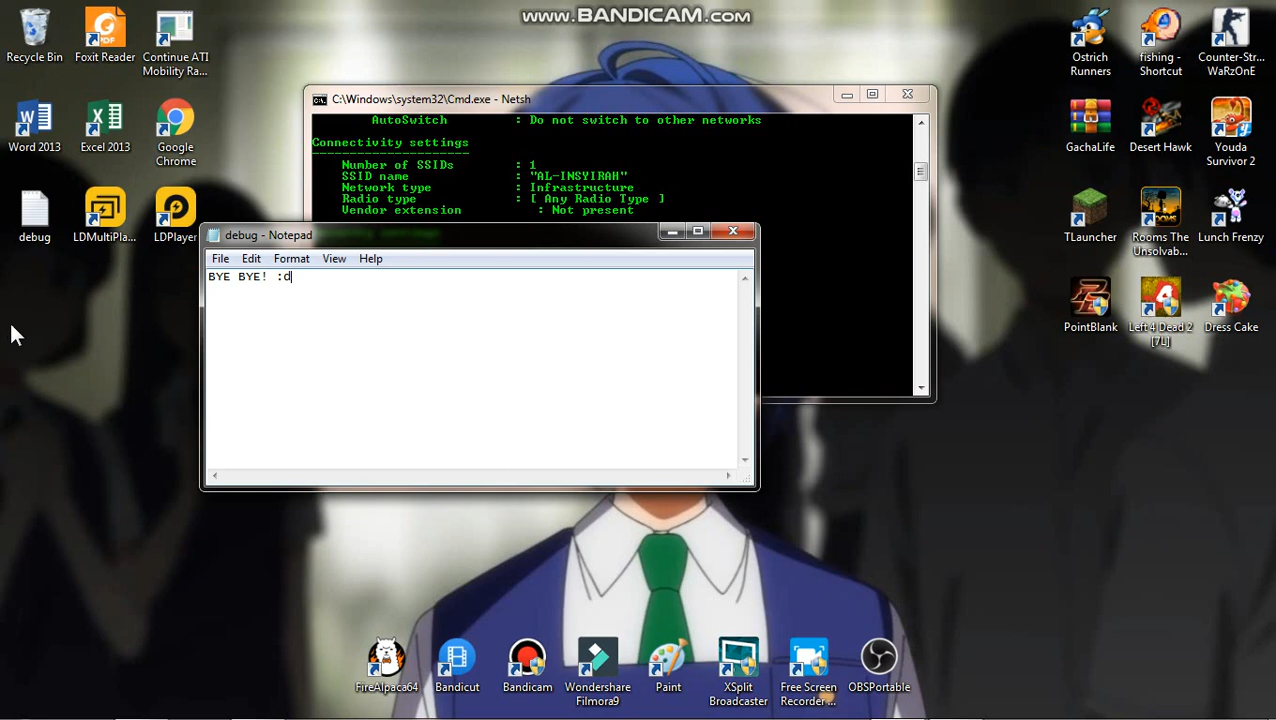 www.BANDICAM.com
Recycle Bin
Foxit Reader
Continue ATI
Mobility Ra...
Word 2013
Excel 2013
Google
Chrome
debug
LDMultiPla...
LDPlayer
C:\Windows\system32\Cmd.exe - Netsh
AutoSwitch : Do not switch to other networks
Connectivity settings
---------------------
Number of SSIDs : 1
SSID name : "AL-INSYIRAH"
Network type : Infrastructure
Radio type : [ Any Radio Type ]
Vendor extension : Not present
debug - Notepad
File Edit Format View Help
BYE BYE! :d
Ostrich
Runners
fishing -
Shortcut
Counter-Str...
WaRzOnE
GachaLife
Desert Hawk
Youda
Survivor 2
TLauncher
Rooms The
Unsolvab...
Lunch Frenzy
PointBlank
Left 4 Dead 2
[7L]
Dress Cake
FireAlpaca64
Bandicut
Bandicam
Wondershare
Filmora9
Paint
XSplit
Broadcaster
Free Screen
Recorder ...
OBSPortable